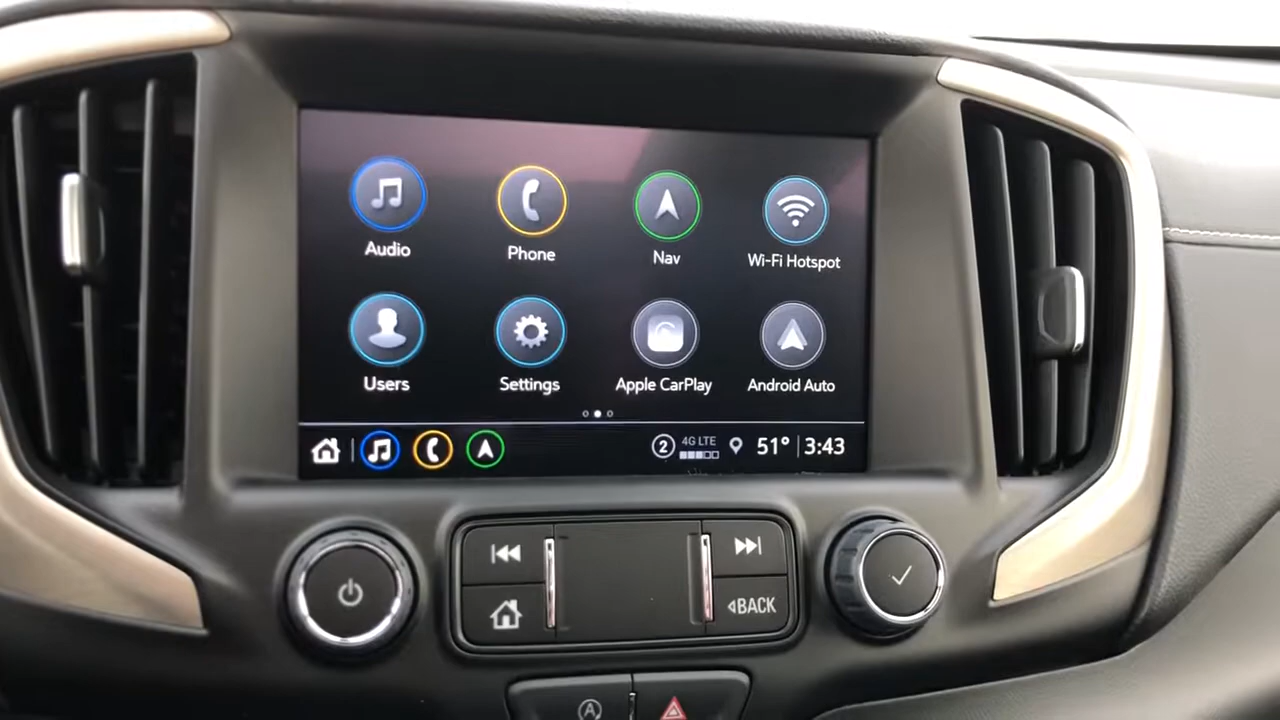 Audio Phone Nav Wi-Fi Hotspot
Users Settings Apple CarPlay Android Auto
2 4G LTE 51° 3:43
BACK
A